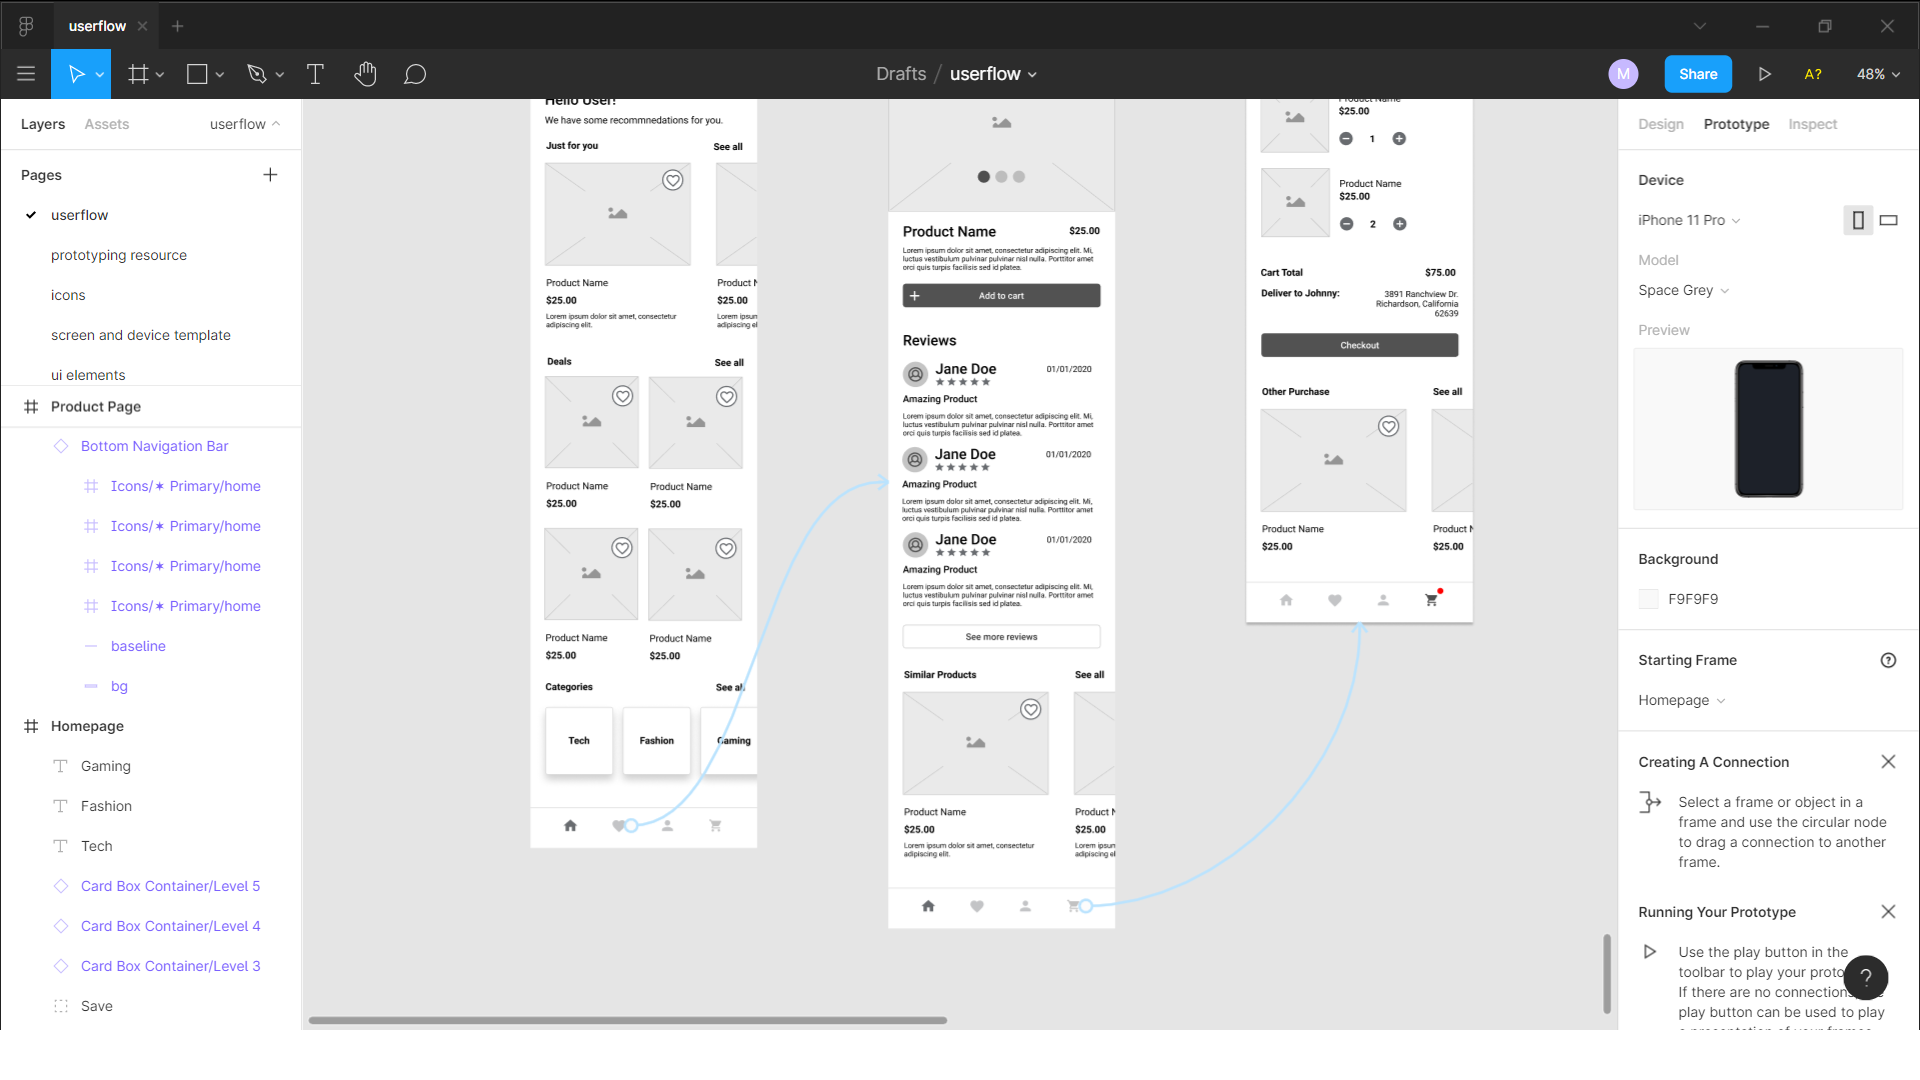 userflow
Drafts / userflow
M
Share
A?
48%
Layers
Assets
userflow
Pages
userflow
prototyping resource
icons
screen and device template
ui elements
Product Page
Bottom Navigation Bar
Icons/✶ Primary/home
Icons/✶ Primary/home
Icons/✶ Primary/home
Icons/✶ Primary/home
baseline
bg
Homepage
Gaming
Fashion
Tech
Card Box Container/Level 5
Card Box Container/Level 4
Card Box Container/Level 3
Save
Hello User!
We have some recommnedations for you.
Just for you
See all
Product Name
$25.00
Lorem ipsum dolor sit amet, consectetur
adipiscing elit.
Product N
$25.00
Lorem ipsum
adipiscing el
Deals
See all
Product Name
$25.00
Product Name
$25.00
Product Name
$25.00
Product Name
$25.00
Categories
See all
Tech
Fashion
Gaming
Product Name
$25.00
Lorem ipsum dolor sit amet, consectetur adipiscing elit. Mi,
luctus vestibulum pulvinar pulvinar nisl nulla. Porttitor amet
orci quis turpis facilisis sed id platea.
Add to cart
Reviews
Jane Doe
01/01/2020
Amazing Product
Lorem ipsum dolor sit amet, consectetur adipiscing elit. Mi,
luctus vestibulum pulvinar pulvinar nisl nulla. Porttitor amet
orci quis turpis facilisis sed id platea.
Jane Doe
01/01/2020
Amazing Product
Lorem ipsum dolor sit amet, consectetur adipiscing elit. Mi,
luctus vestibulum pulvinar pulvinar nisl nulla. Porttitor amet
orci quis turpis facilisis sed id platea.
Jane Doe
01/01/2020
Amazing Product
Lorem ipsum dolor sit amet, consectetur adipiscing elit. Mi,
luctus vestibulum pulvinar pulvinar nisl nulla. Porttitor amet
orci quis turpis facilisis sed id platea.
See more reviews
Similar Products
See all
Product Name
$25.00
Lorem ipsum dolor sit amet, consectetur
adipiscing elit.
Product N
$25.00
Lorem ipsum
adipiscing el
Product Name
$25.00
1
Product Name
$25.00
2
Cart Total
$75.00
Deliver to Johnny:
3891 Ranchview Dr.
Richardson, California
62639
Checkout
Other Purchase
See all
Product Name
$25.00
Product N
$25.00
Design
Prototype
Inspect
Device
iPhone 11 Pro
Model
Space Grey
Preview
Background
F9F9F9
Starting Frame
Homepage
Creating A Connection
Select a frame or object in a
frame and use the circular node
to drag a connection to another
frame.
Running Your Prototype
Use the play button in the
toolbar to play your proto
If there are no connections,
play button can be used to play
a presentation of your frames
?